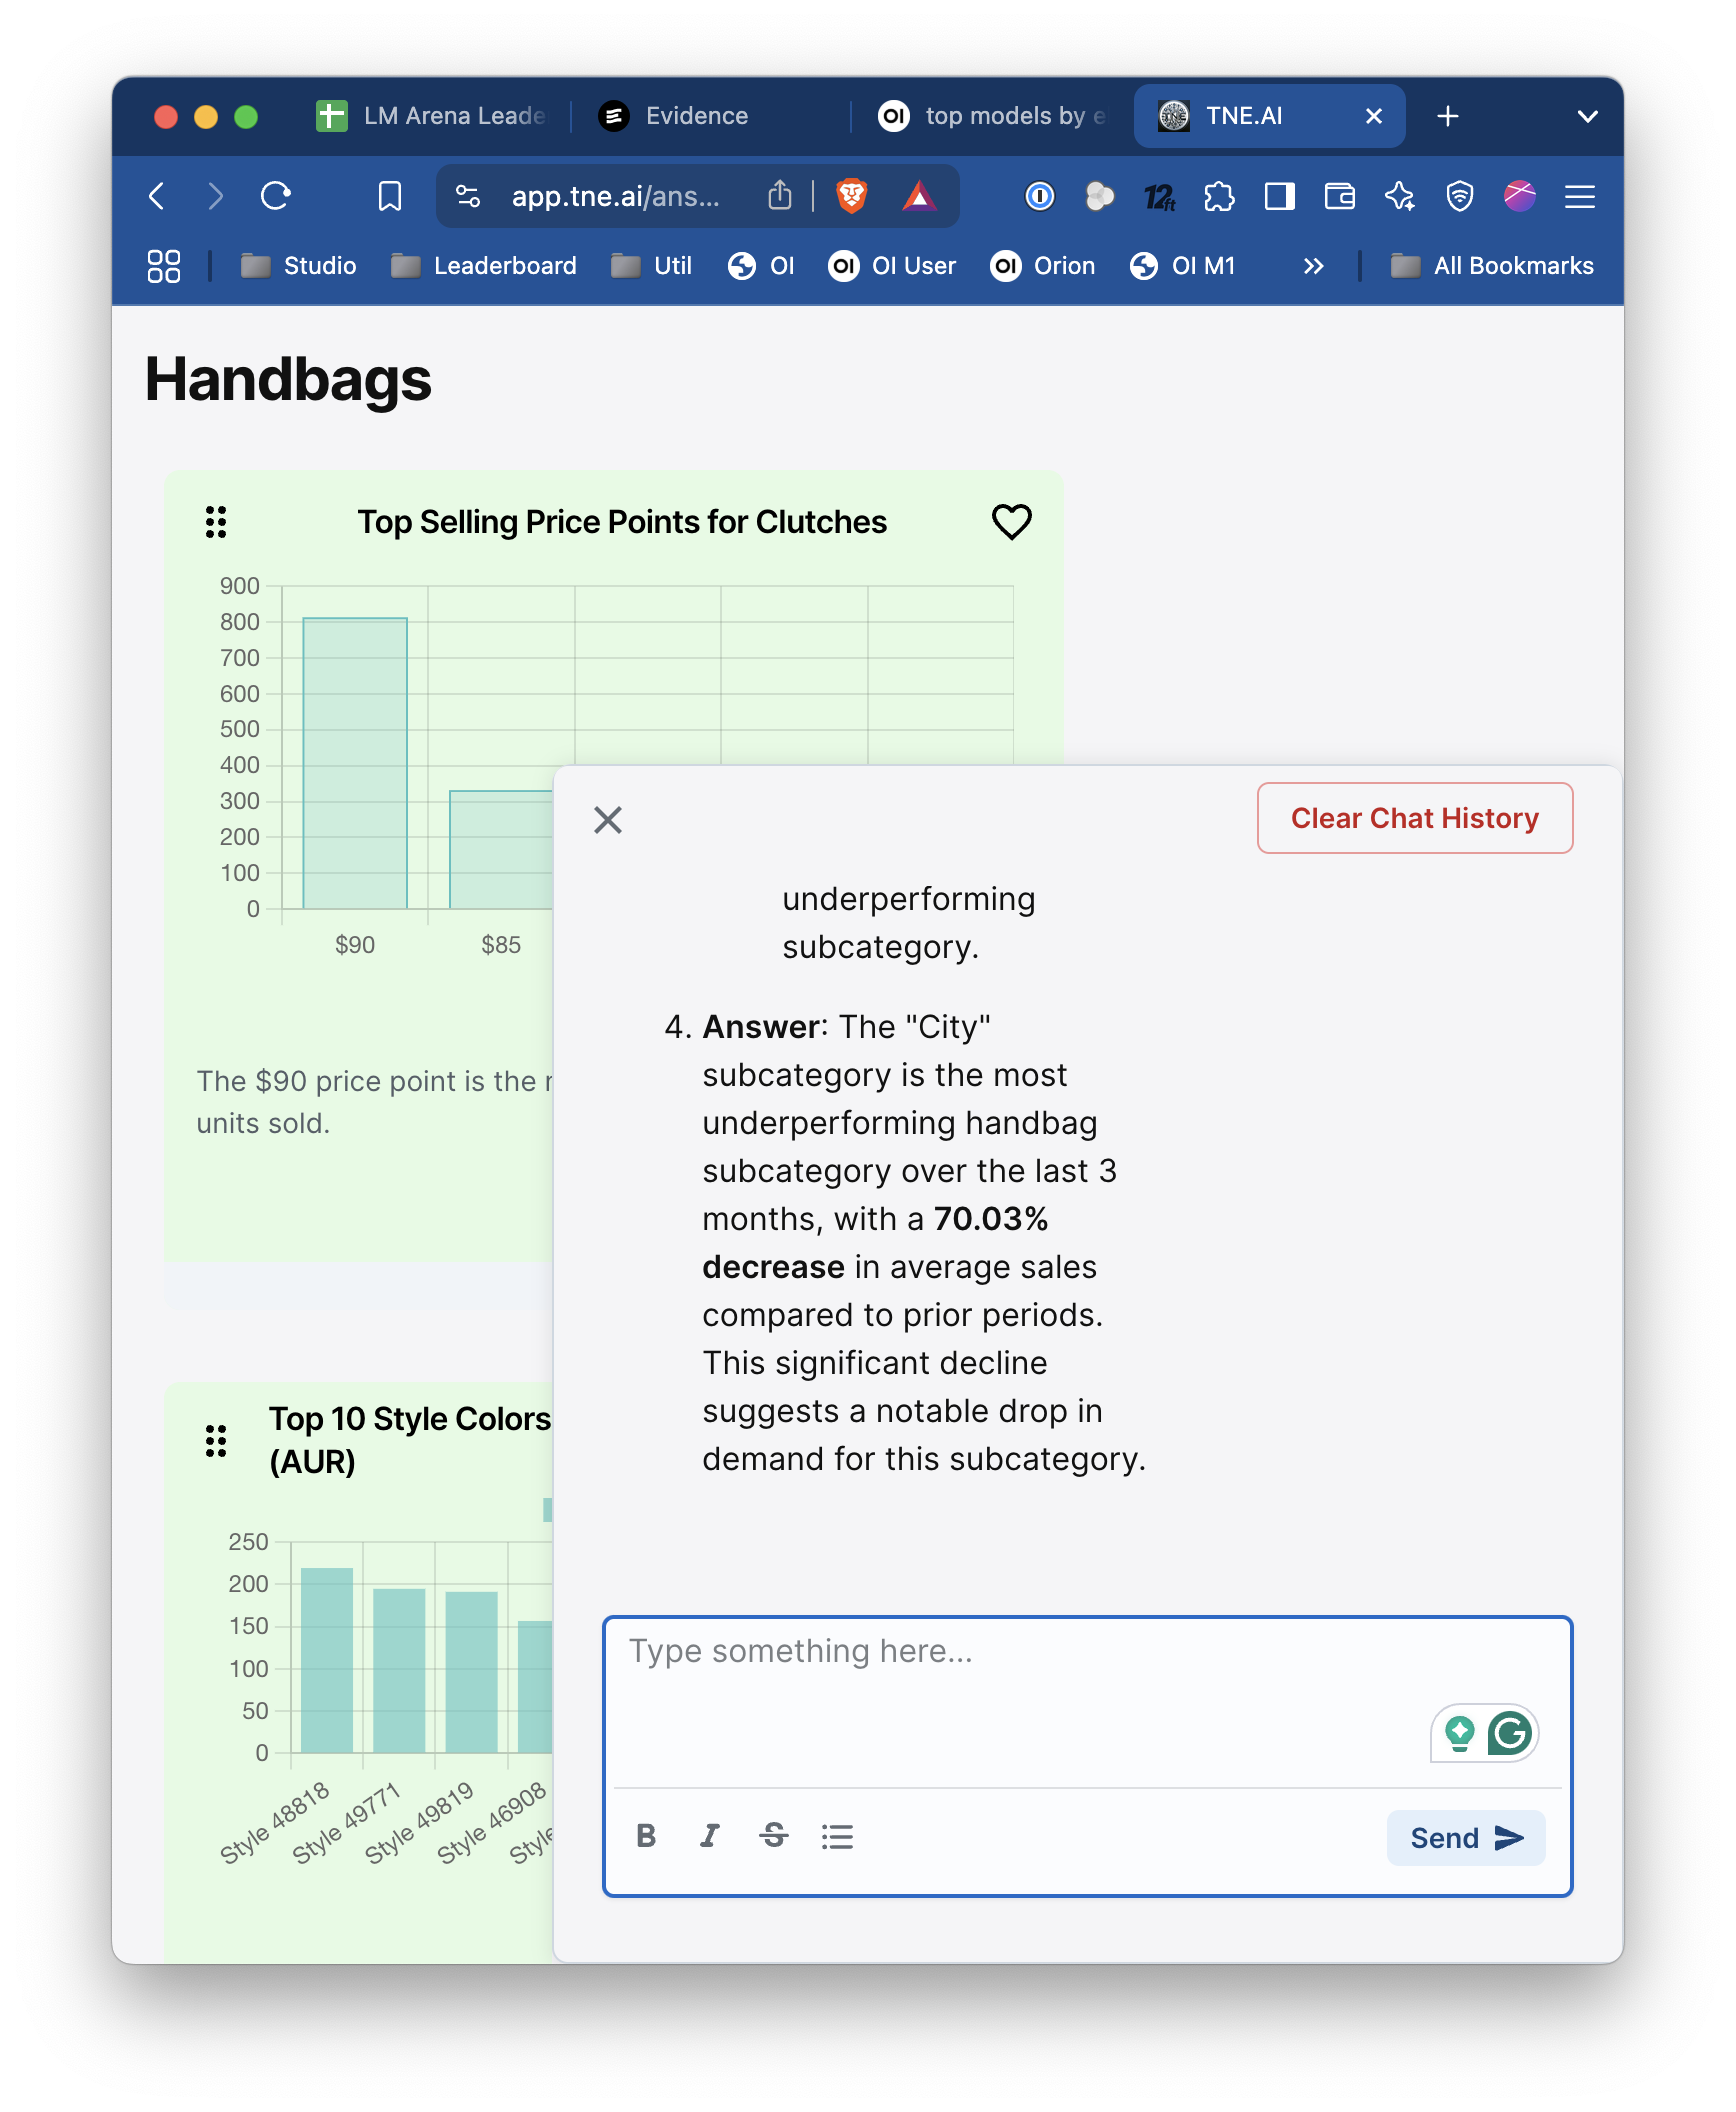 LM Arena Leade
Evidence
top models by e
TNE.AI
app.tne.ai/ans...
12ft
Studio
Leaderboard
Util
OI
OI OI User
OI Orion
OI M1
All Bookmarks
Handbags
Top Selling Price Points for Clutches
900
800
700
600
500
400
300
200
100
0
$90
$85
The $90 price point is the
units sold.
Top 10 Style Colors
(AUR)
250
200
150
100
50
0
Style 48818
Style 49771
Style 49819
Style 46908
Style
Clear Chat History
underperforming
subcategory.
4. Answer: The "City"
subcategory is the most
underperforming handbag
subcategory over the last 3
months, with a 70.03%
decrease in average sales
compared to prior periods.
This significant decline
suggests a notable drop in
demand for this subcategory.
Type something here...
B I S
Send